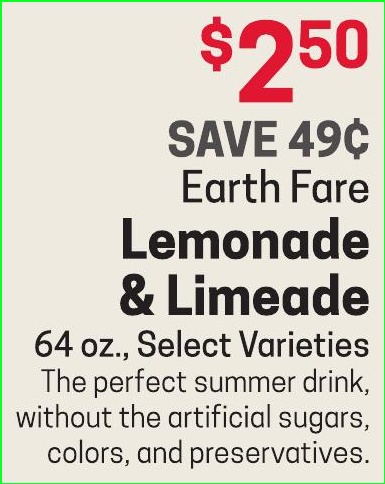 $2.50
SAVE 49¢
Earth Fare
Lemonade
& Limeade
64 oz., Select Varieties
The perfect summer drink,
without the artificial sugars,
colors, and preservatives.